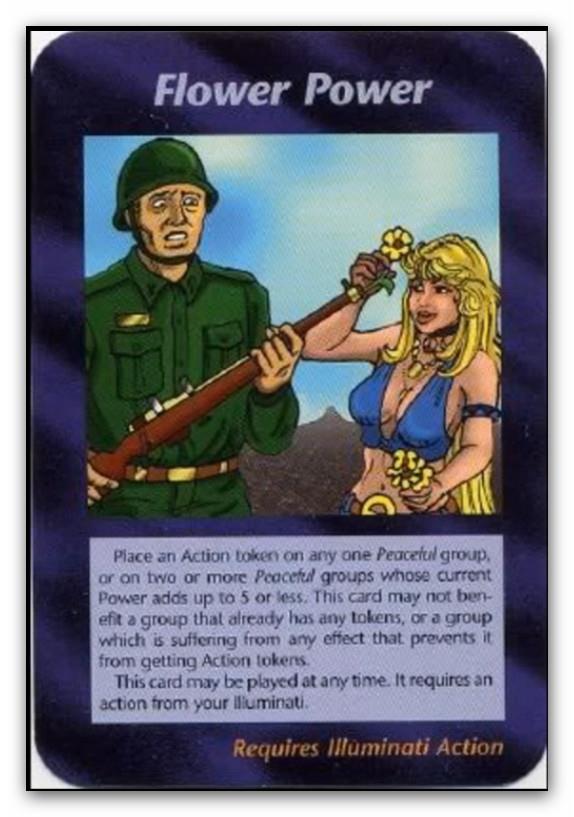 Flower Power
Place an Action token on any one Peaceful group,
or on two or more Peaceful groups whose current
Power adds up to 5 or less. This card may not ben-
efit a group that already has any tokens, or a group
which is suffering from any effect that prevents it
from getting Action tokens.
This card may be played at any time. It requires an
action from your Illuminati.
Requires Illuminati Action